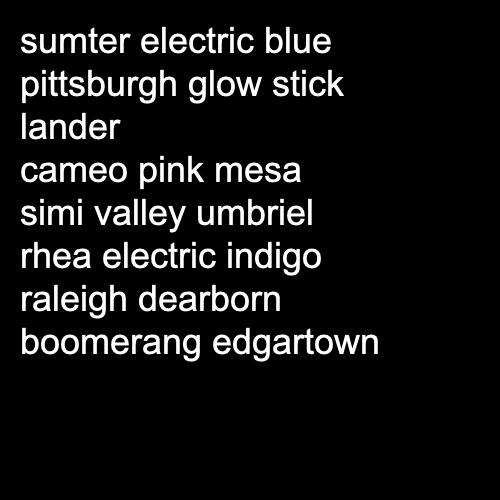 sumter electric blue
pittsburgh glow stick
lander
cameo pink mesa
simi valley umbriel
rhea electric indigo
raleigh dearborn
boomerang edgartown